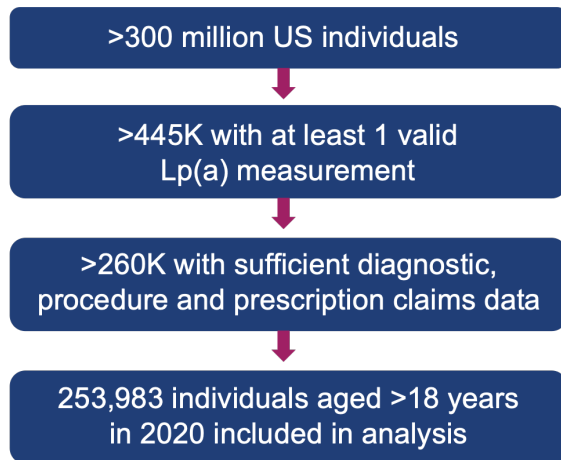 >300 million US individuals
>445K with at least 1 valid
Lp(a) measurement
>260K with sufficient diagnostic,
procedure and prescription claims data
253,983 individuals aged >18 years
in 2020 included in analysis